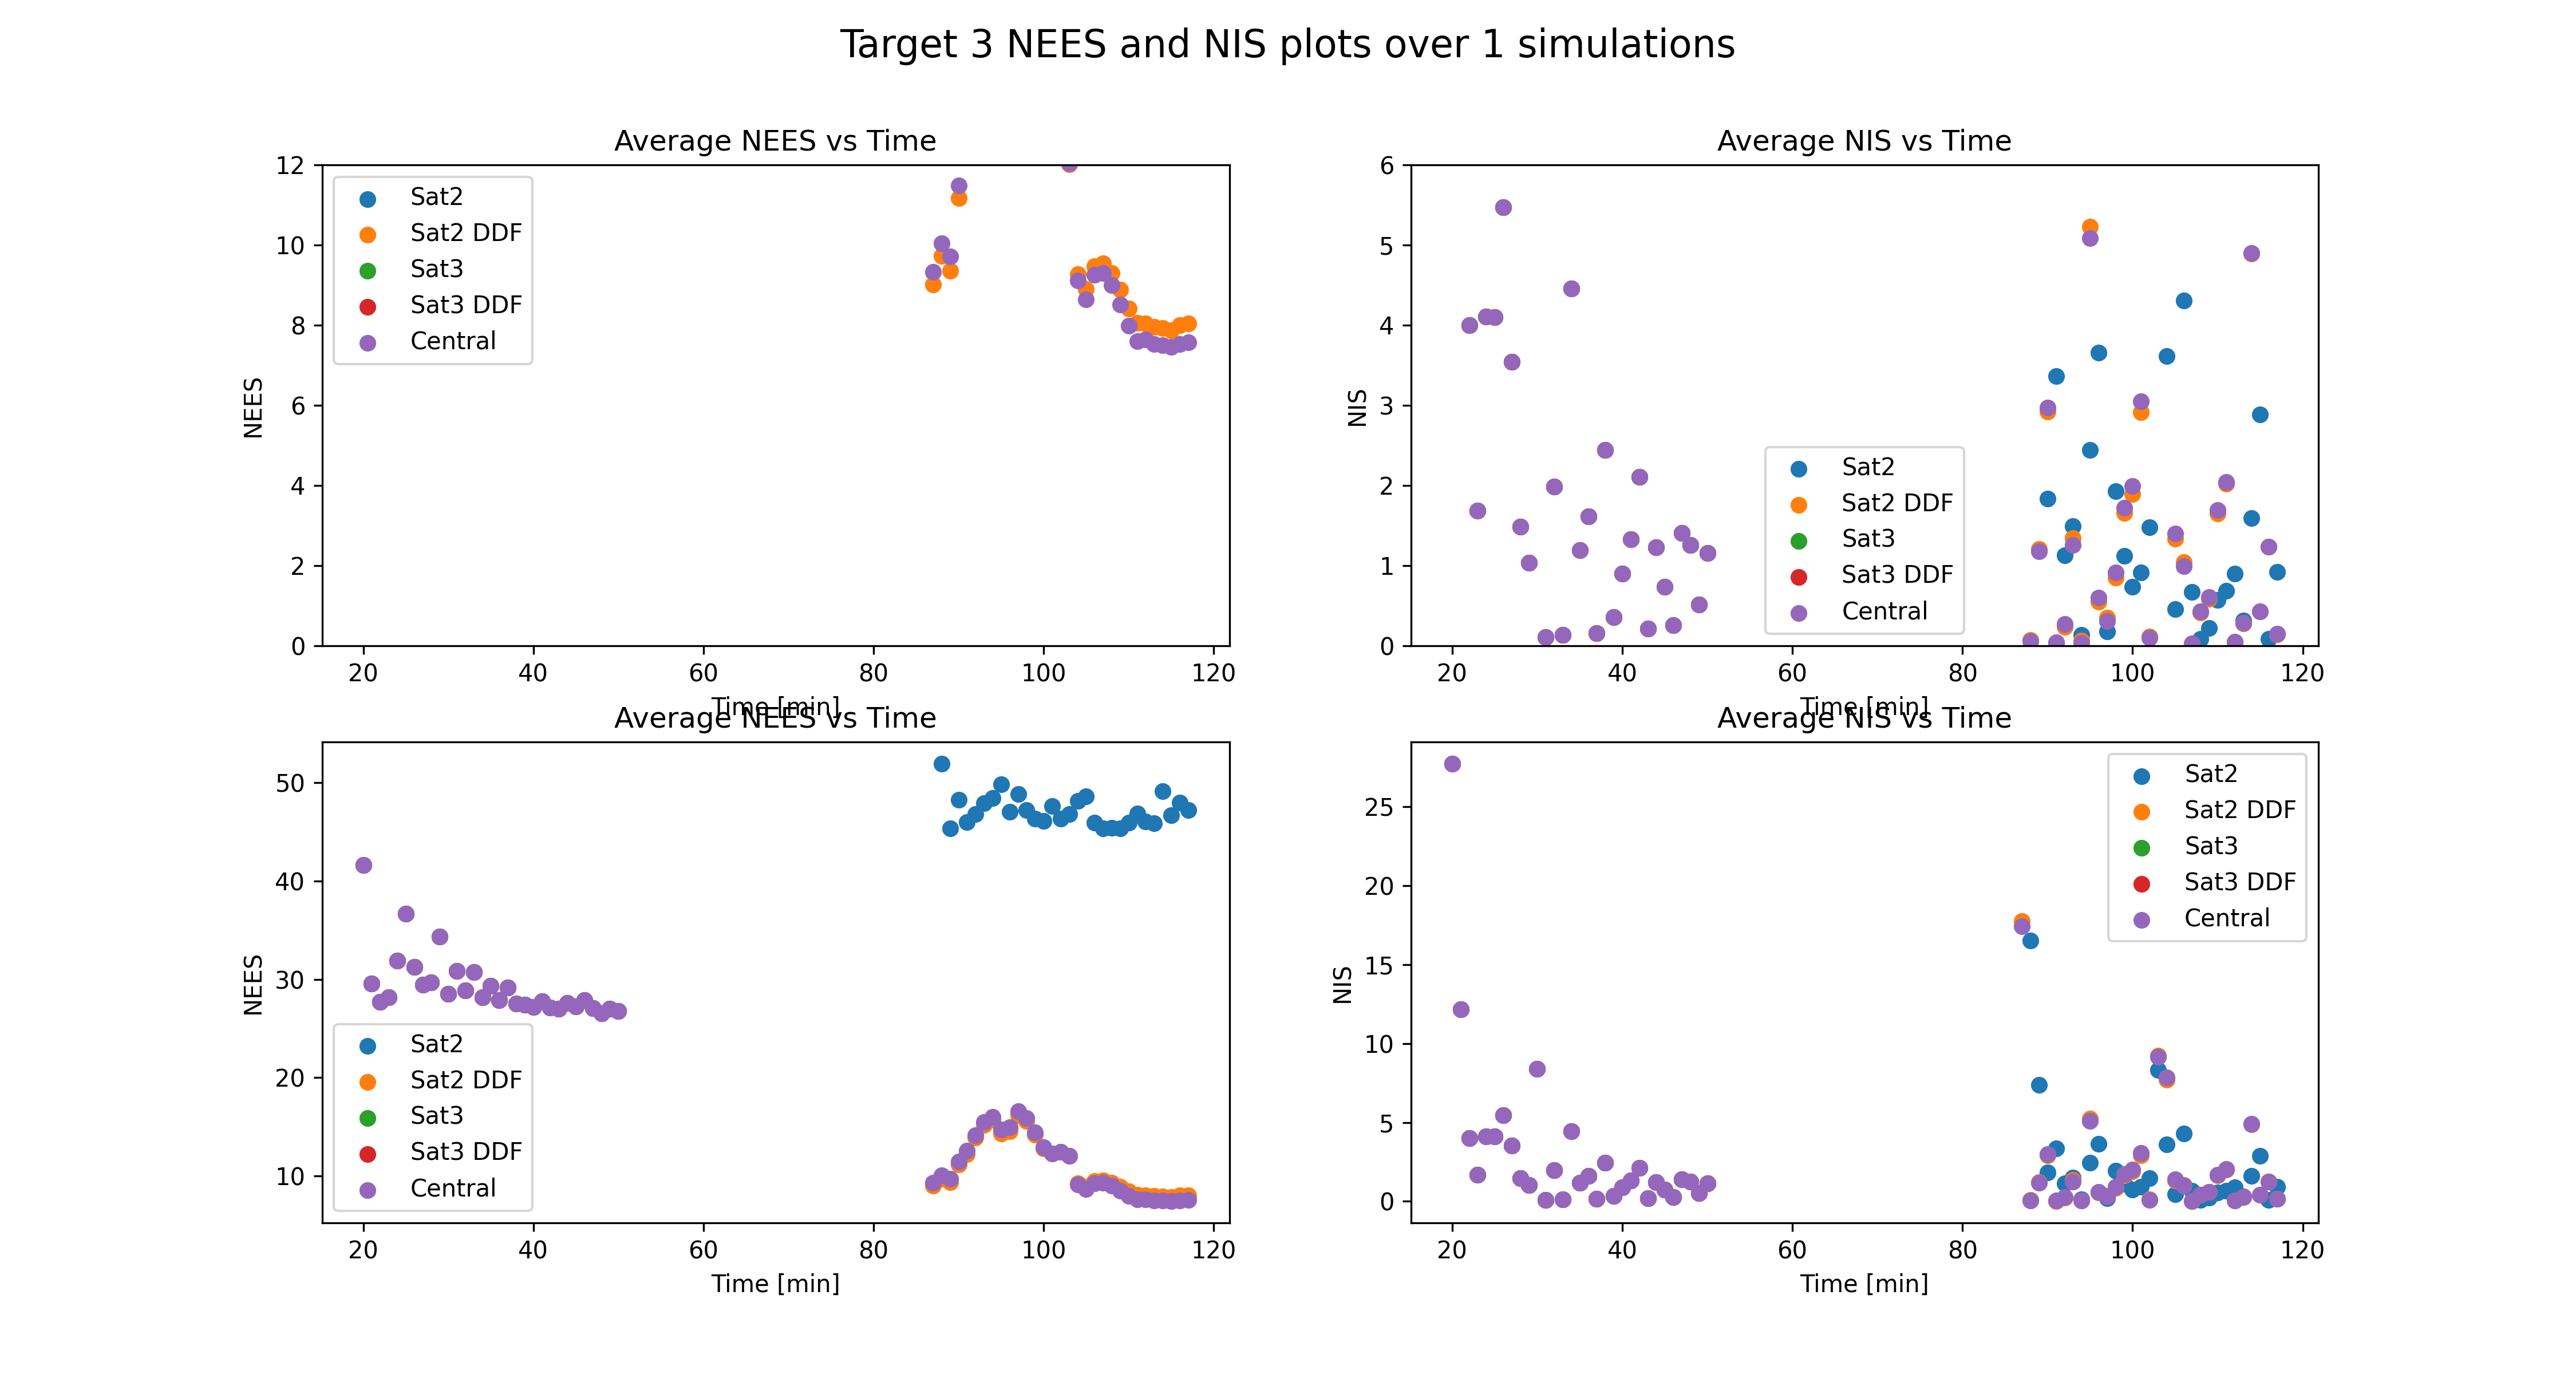 Target 3 NEES and NIS plots over 1 simulations
Average NEES vs Time
12
10
8
6
4
2
0
NEES
Sat2
Sat2 DDF
Sat3
Sat3 DDF
Central
20 40 60 80 100 120
Time [min]
Average NIS vs Time
6
5
4
3
2
1
0
NIS
Sat2
Sat2 DDF
Sat3
Sat3 DDF
Central
20 40 60 80 100 120
Time [min]
Average NEES vs Time
50
40
30
20
10
NEES
Sat2
Sat2 DDF
Sat3
Sat3 DDF
Central
20 40 60 80 100 120
Time [min]
Average NIS vs Time
25
20
15
10
5
0
NIS
Sat2
Sat2 DDF
Sat3
Sat3 DDF
Central
20 40 60 80 100 120
Time [min]